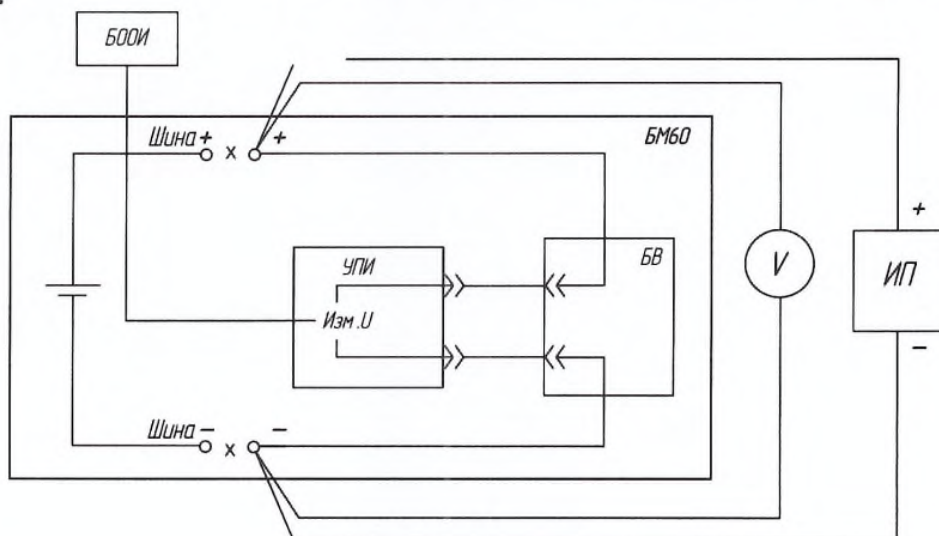 БООИ
Шина + х +
БМ60
УПИ
БВ
Изм.U
V
+
ИП
−
Шина − х −